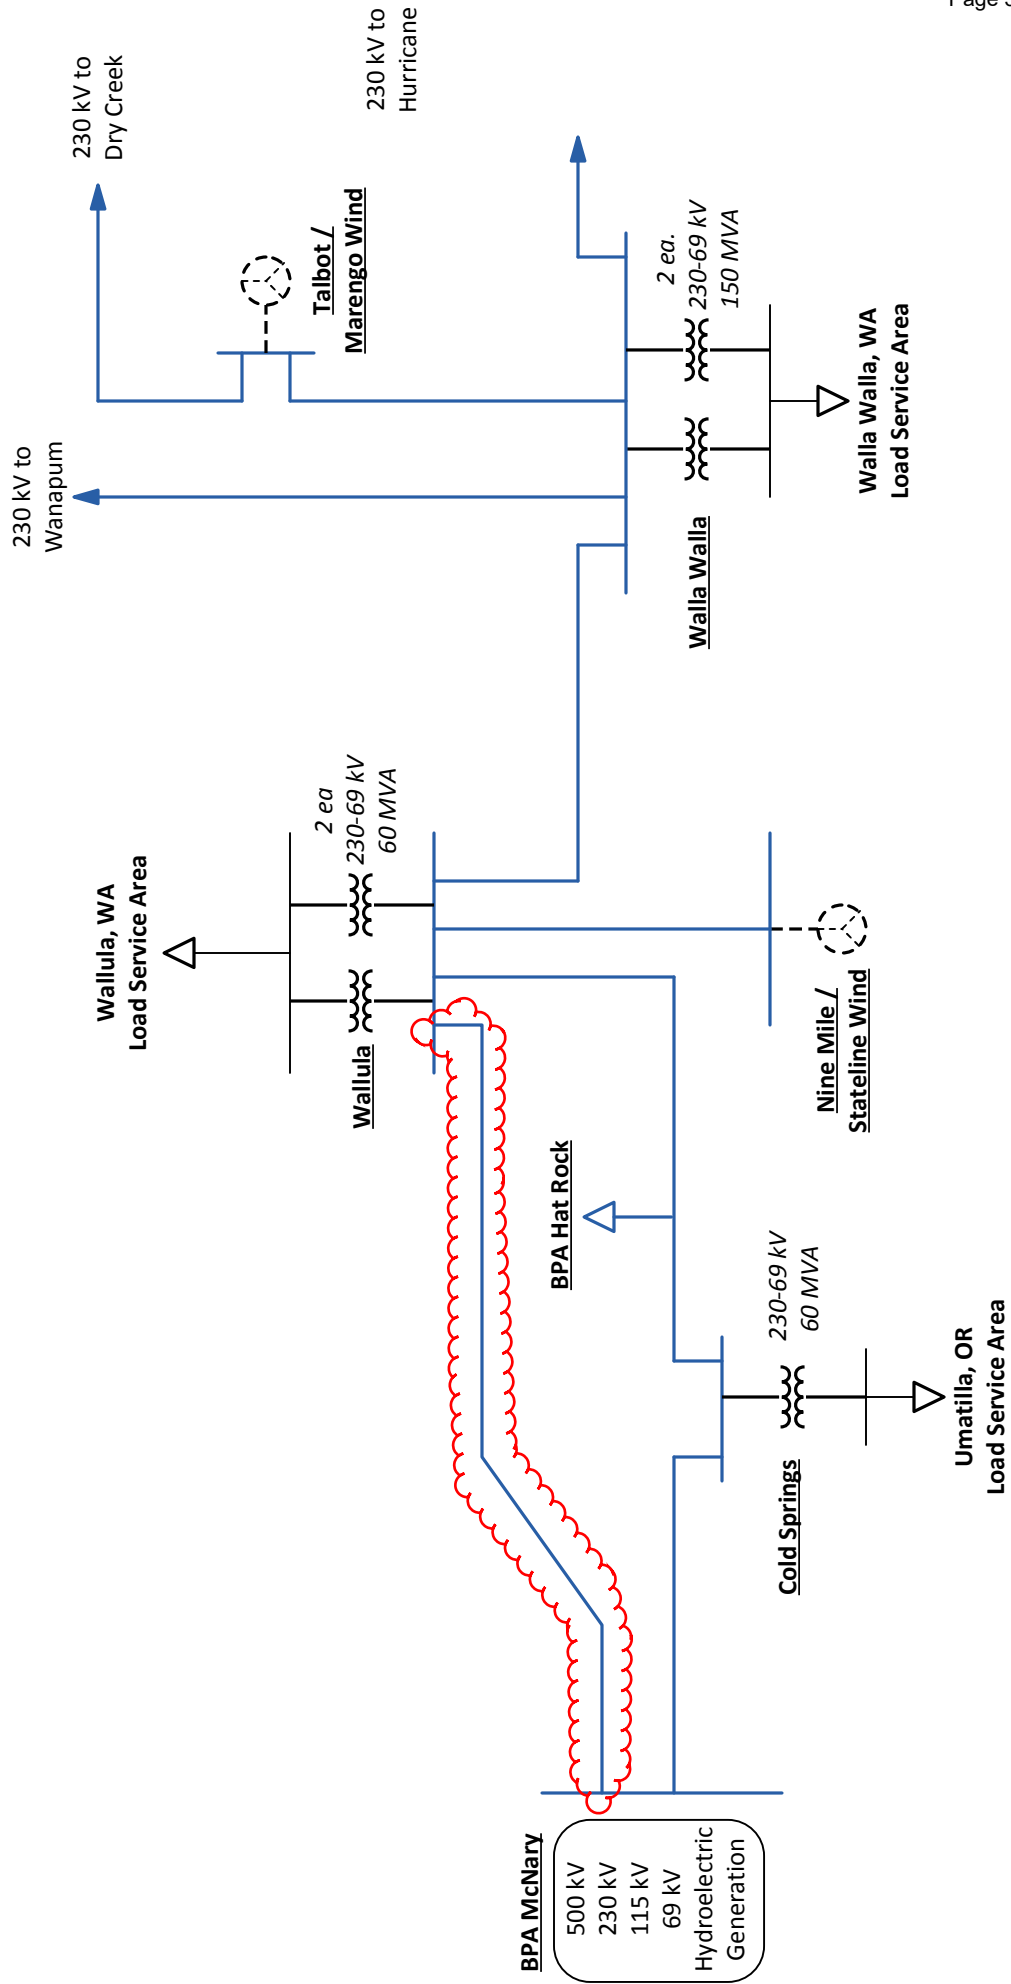 Page 3
BPA McNary
500 kV
230 kV
115 kV
69 kV
Hydroelectric
Generation
Cold Springs
230-69 kV
60 MVA
Umatilla, OR
Load Service Area
BPA Hat Rock
Wallula, WA
Load Service Area
Wallula
2 ea
230-69 kV
60 MVA
Nine Mile /
Stateline Wind
230 kV to
Wanapum
230 kV to
Dry Creek
Talbot /
Marengo Wind
230 kV to
Hurricane
Walla Walla
2 ea.
230-69 kV
150 MVA
Walla Walla, WA
Load Service Area